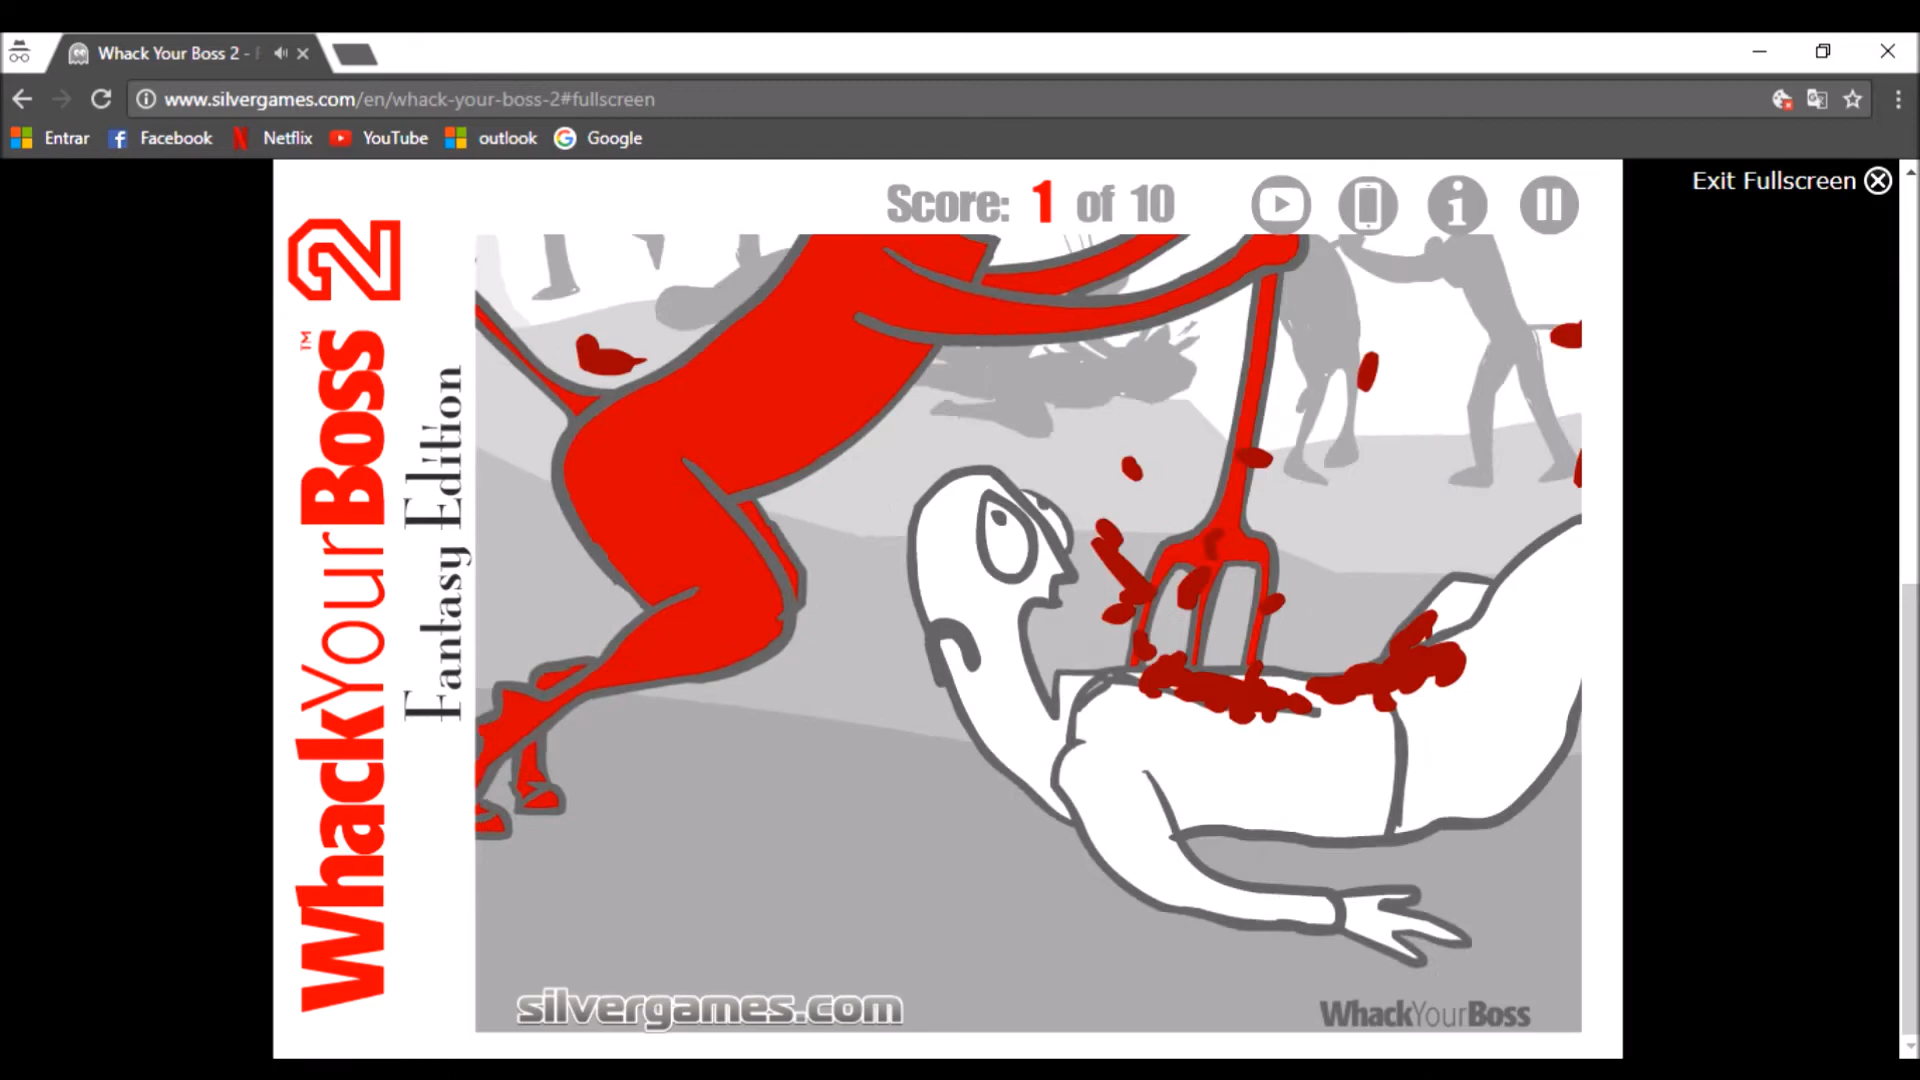 Whack Your Boss 2 -
www.silvergames.com/en/whack-your-boss-2#fullscreen
Entrar Facebook Netflix YouTube outlook Google
Exit Fullscreen
Score: 1 of 10
WhackYourBoss™ 2
Fantasy Edition
silvergames.com
WhackYourBoss